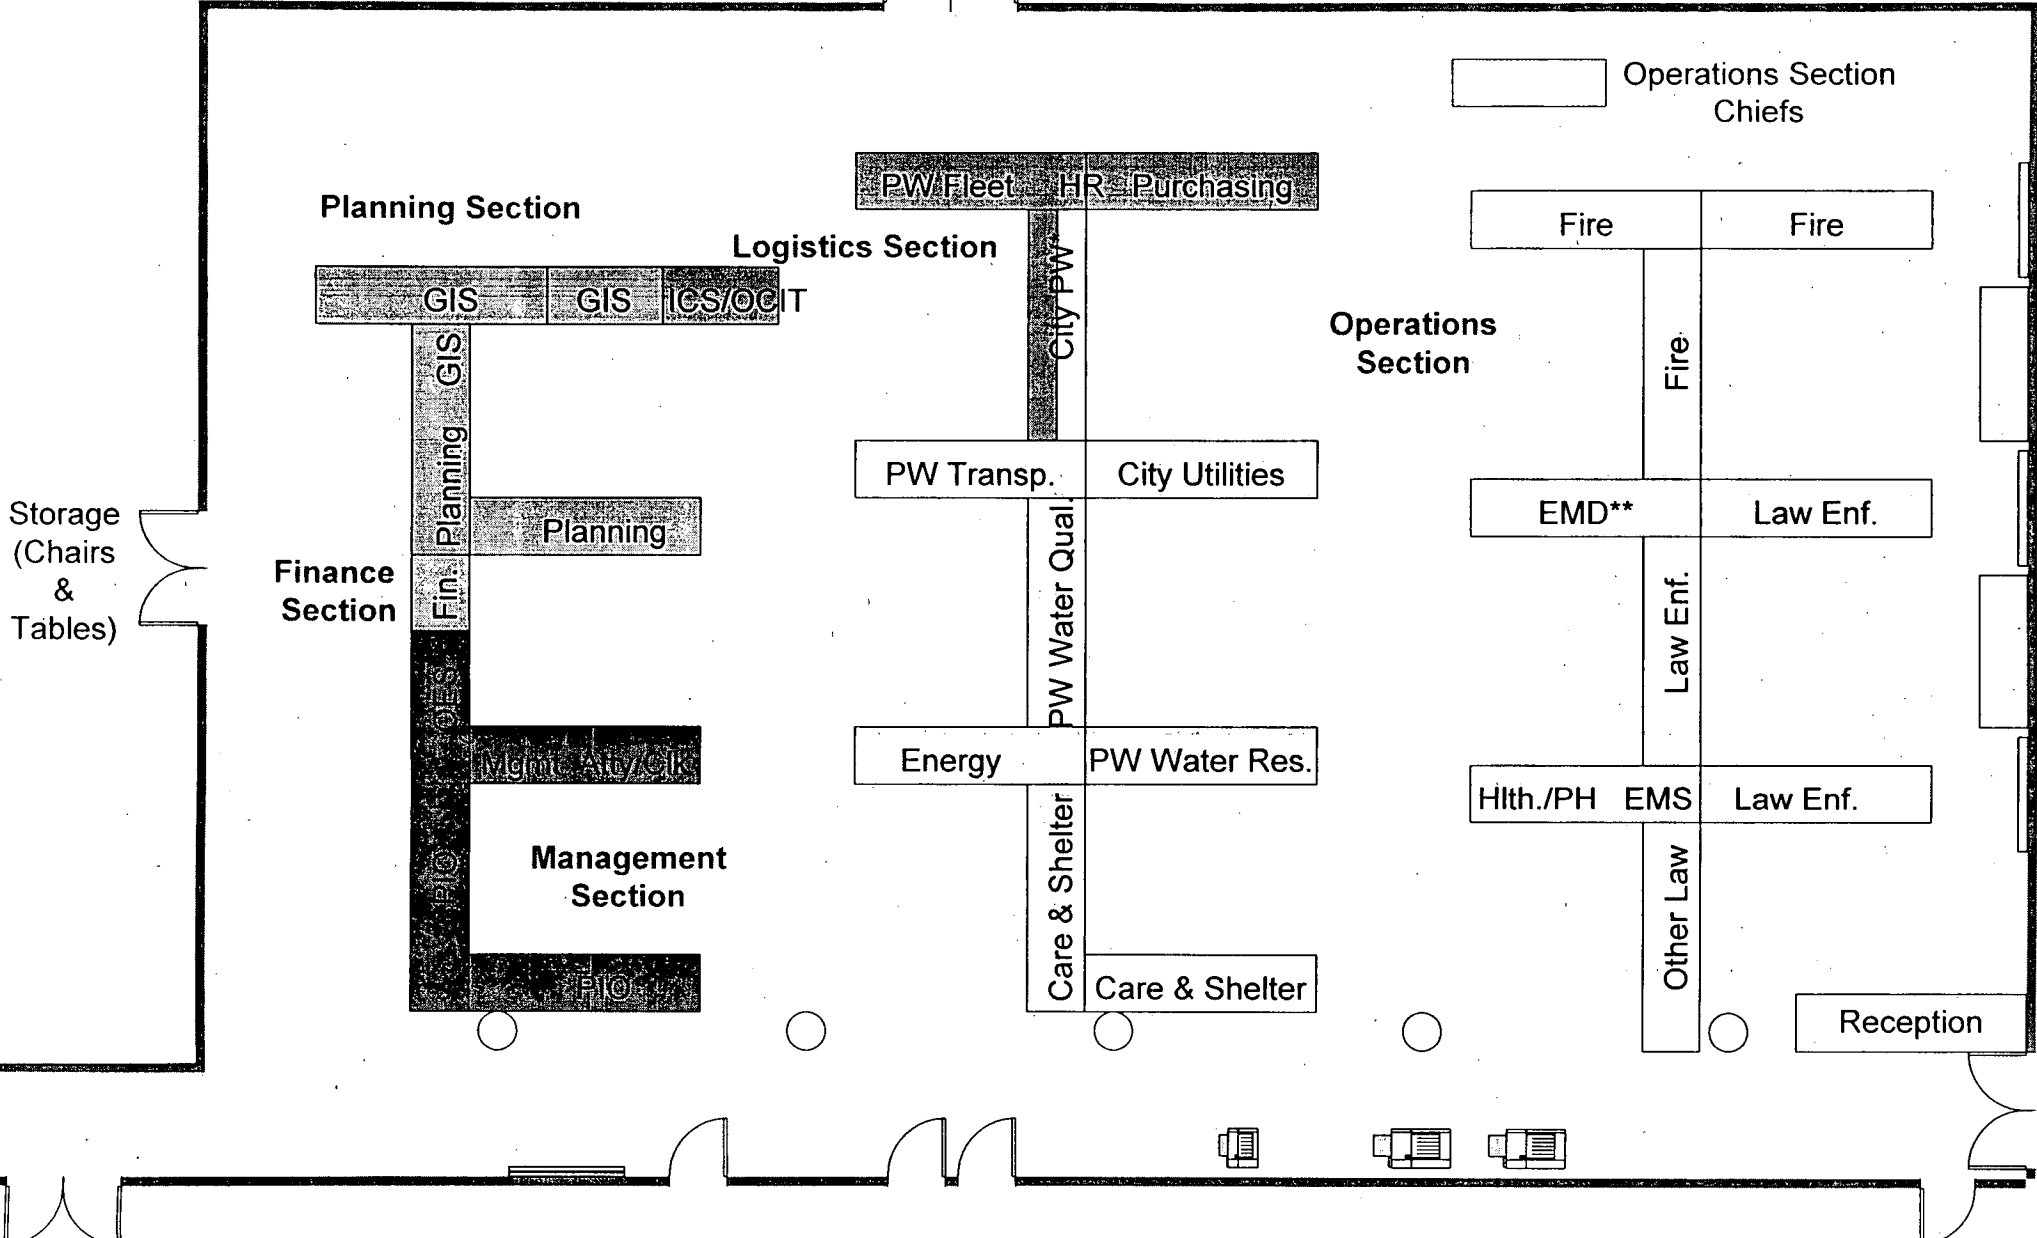 Operations Section
Chiefs
PW Fleet HR Purchasing
Planning Section
Fire Fire
Logistics Section
City PW*
GIS GIS ICS/OCIT
Operations
Section
GIS
Fire
Planning
PW Transp. City Utilities
EMD** Law Enf.
Storage
(Chairs
&
Tables)
Planning
PW Water Qual.
Finance
Section
Fin.
Law Enf.
OES
Mgmt. Atty/Clk
Energy PW Water Res.
Hlth./PH EMS Law Enf.
PIO
Management
Section
Care & Shelter
Other Law
PIO
Care & Shelter
Reception